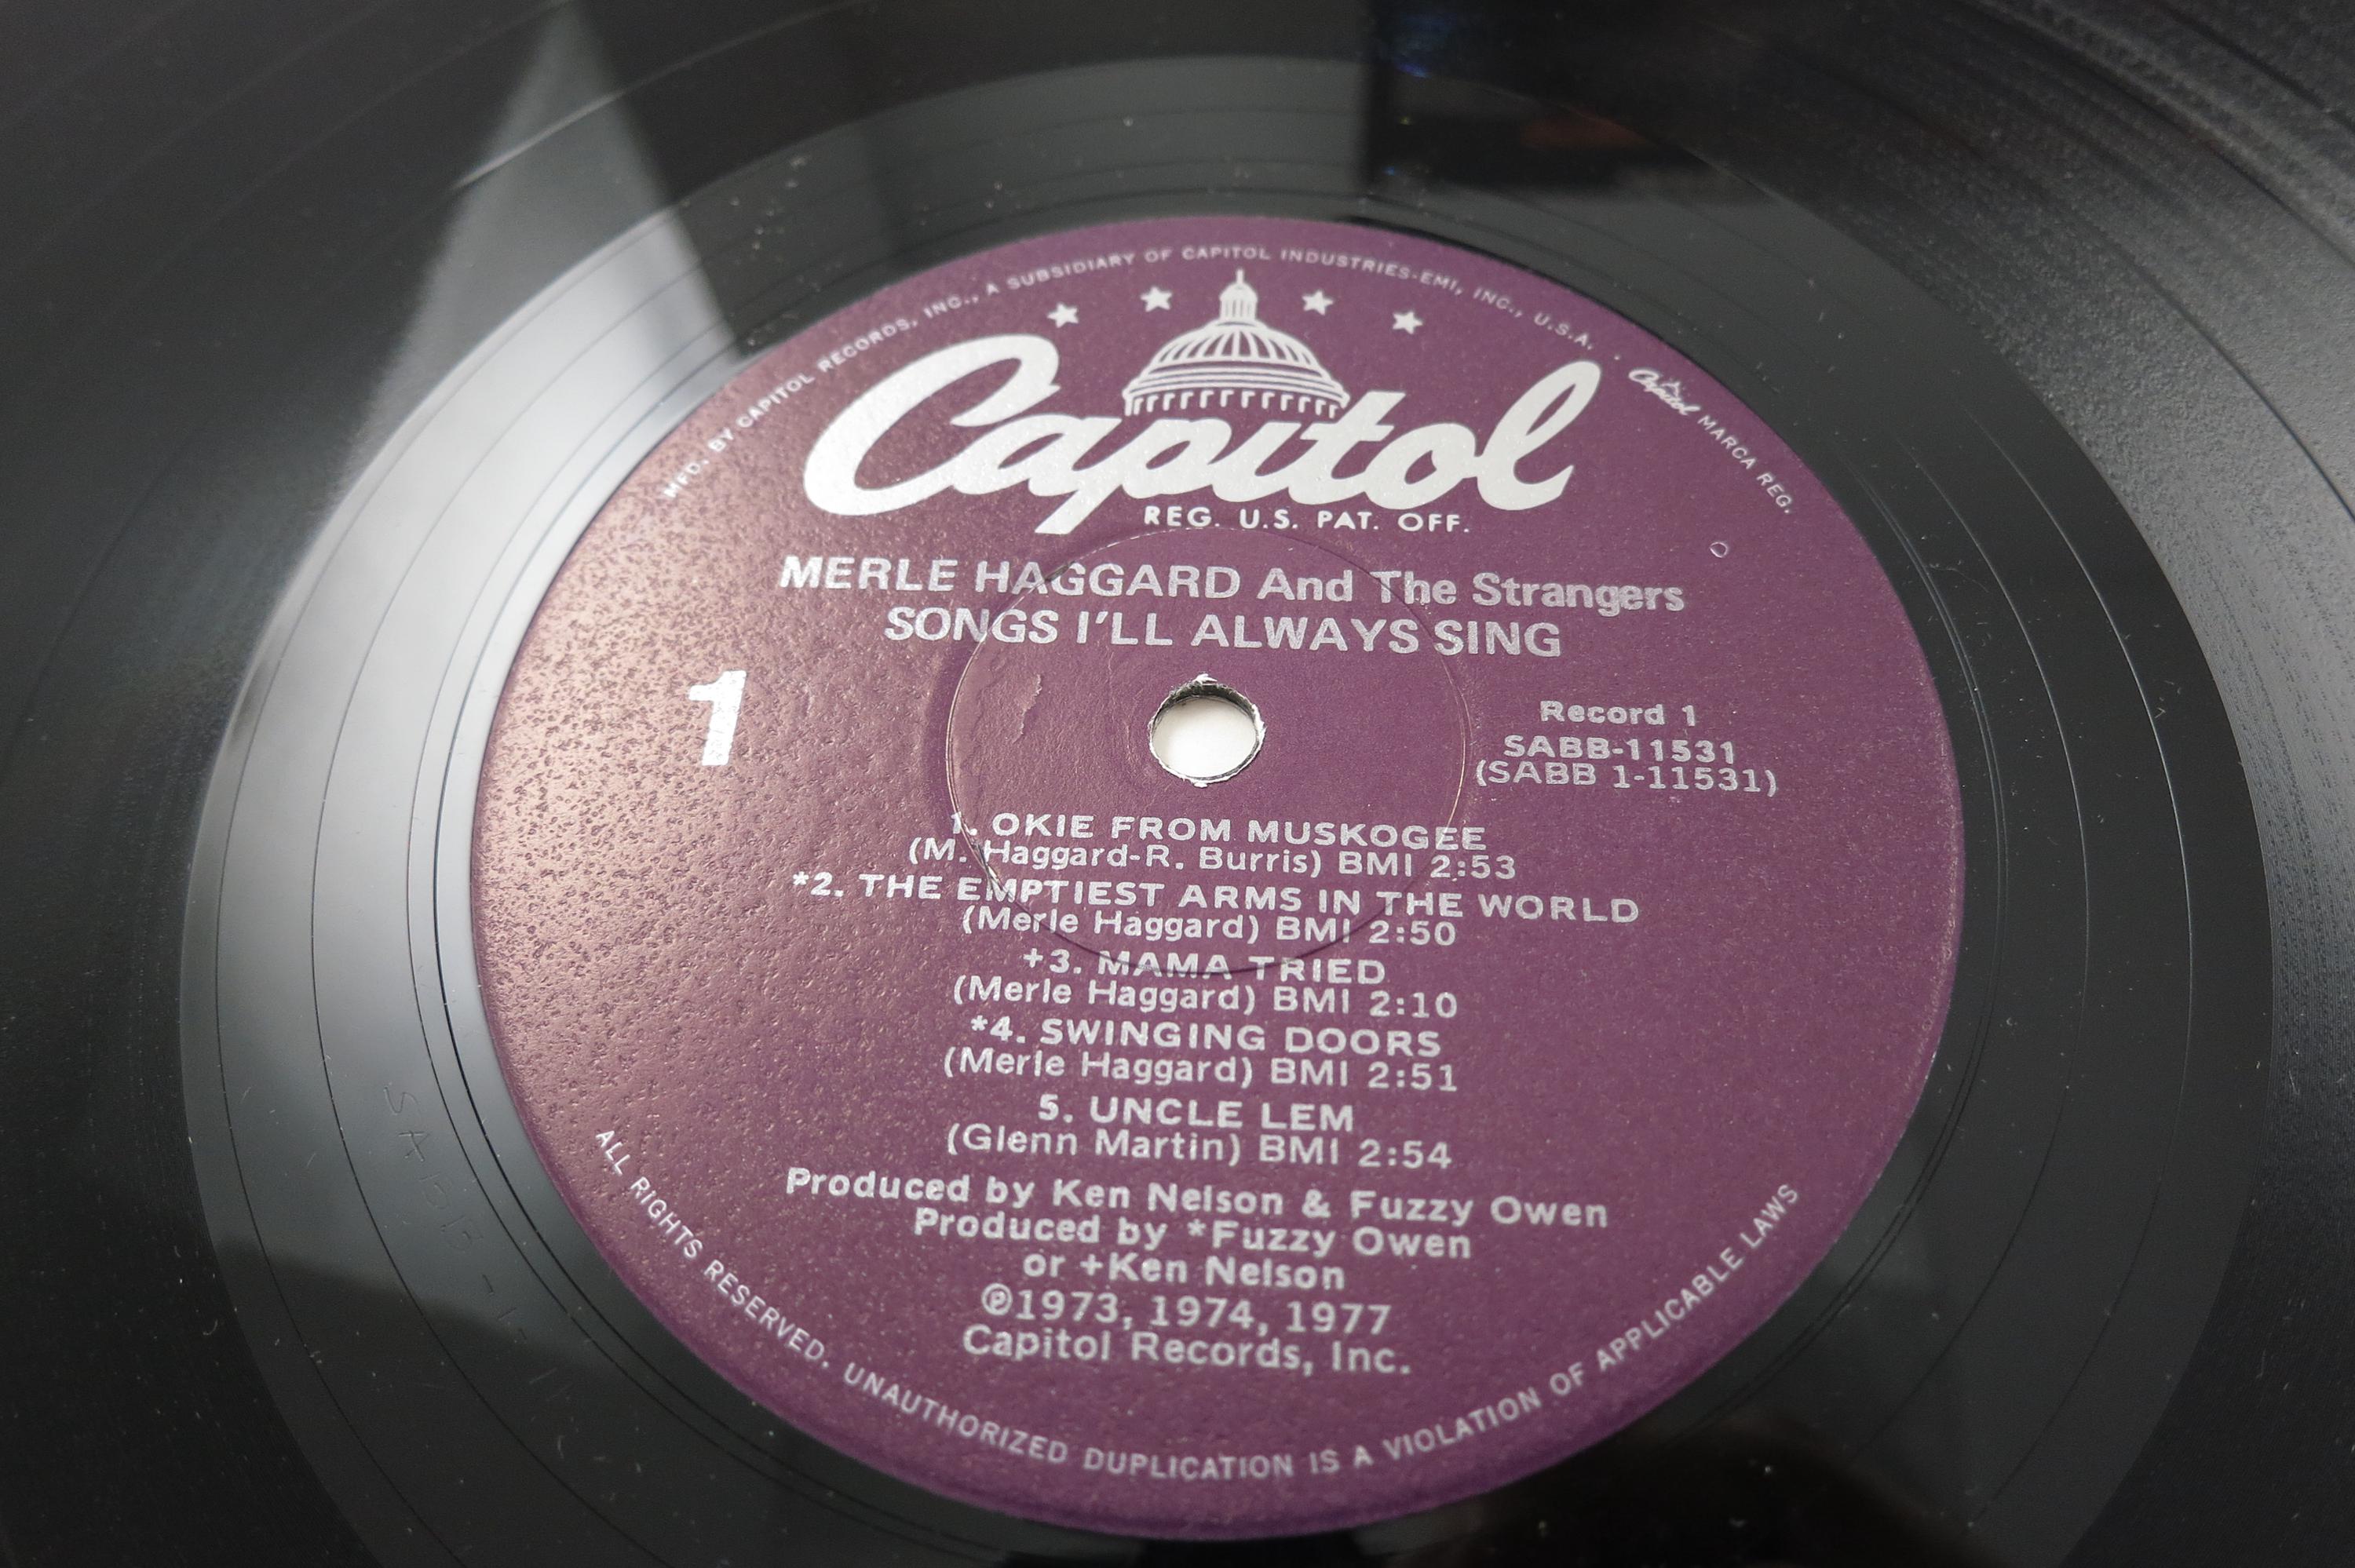 MFD. BY CAPITOL RECORDS, INC., A SUBSIDIARY OF CAPITOL INDUSTRIES-EMI, INC., U.S.A. · Capitol MARCA REG.
Capitol
REG. U.S. PAT. OFF.
MERLE HAGGARD And The Strangers
SONGS I'LL ALWAYS SING
1
Record 1
SABB-11531
(SABB 1-11531)
1. OKIE FROM MUSKOGEE
(M. Haggard-R. Burris) BMI 2:53
*2. THE EMPTIEST ARMS IN THE WORLD
(Merle Haggard) BMI 2:50
+3. MAMA TRIED
(Merle Haggard) BMI 2:10
*4. SWINGING DOORS
(Merle Haggard) BMI 2:51
5. UNCLE LEM
(Glenn Martin) BMI 2:54
Produced by Ken Nelson & Fuzzy Owen
Produced by *Fuzzy Owen
or +Ken Nelson
℗1973, 1974, 1977
Capitol Records, Inc.
ALL RIGHTS RESERVED. UNAUTHORIZED DUPLICATION IS A VIOLATION OF APPLICABLE LAWS